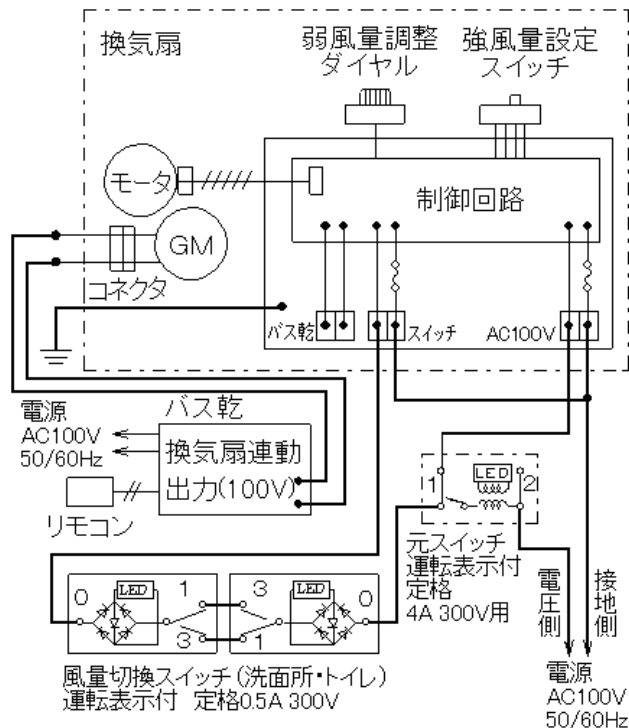 換気扇
弱風量調整
ダイヤル
強風量設定
スイッチ
モータ
制御回路
GM
コネクタ
バス乾
スイッチ
AC100V
電源
AC100V
50/60Hz
バス乾
換気扇連動
出力(100V)
リモコン
LED
1
2
元スイッチ
運転表示付
定格
4A 300V用
電圧側
接地側
0
LED
1
3
3
1
LED
0
風量切換スイッチ(洗面所・トイレ)
運転表示付 定格0.5A 300V
電源
AC100V
50/60Hz